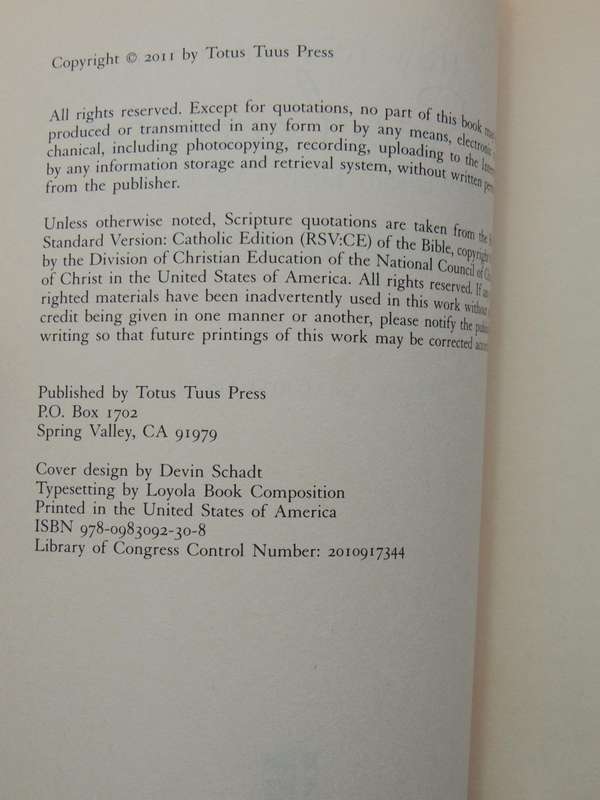 Copyright © 2011 by Totus Tuus Press
All rights reserved. Except for quotations, no part of this book
produced or transmitted in any form or by any means, electronic
chanical, including photocopying, recording, uploading to the
by any information storage and retrieval system, without written
from the publisher.
Unless otherwise noted, Scripture quotations are taken from the
Standard Version: Catholic Edition (RSV:CE) of the Bible, copyright
by the Division of Christian Education of the National Council of
of Christ in the United States of America. All rights reserved. If
righted materials have been inadvertently used in this work without
credit being given in one manner or another, please notify the
writing so that future printings of this work may be corrected
Published by Totus Tuus Press
P.O. Box 1702
Spring Valley, CA 91979
Cover design by Devin Schadt
Typesetting by Loyola Book Composition
Printed in the United States of America
ISBN 978-0983092-30-8
Library of Congress Control Number: 2010917344